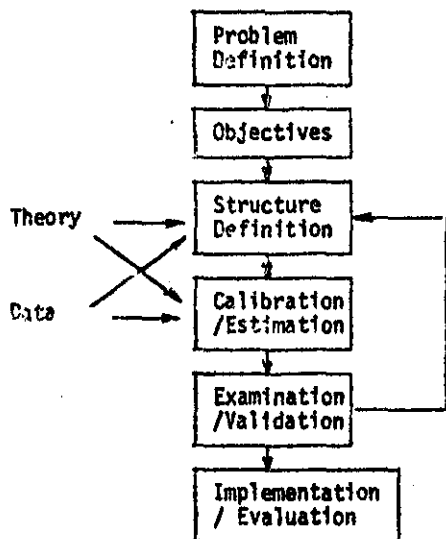 Problem
Definition
Objectives
Structure
Definition
Theory
Data
Calibration
/Estimation
Examination
/Validation
Implementation
/ Evaluation